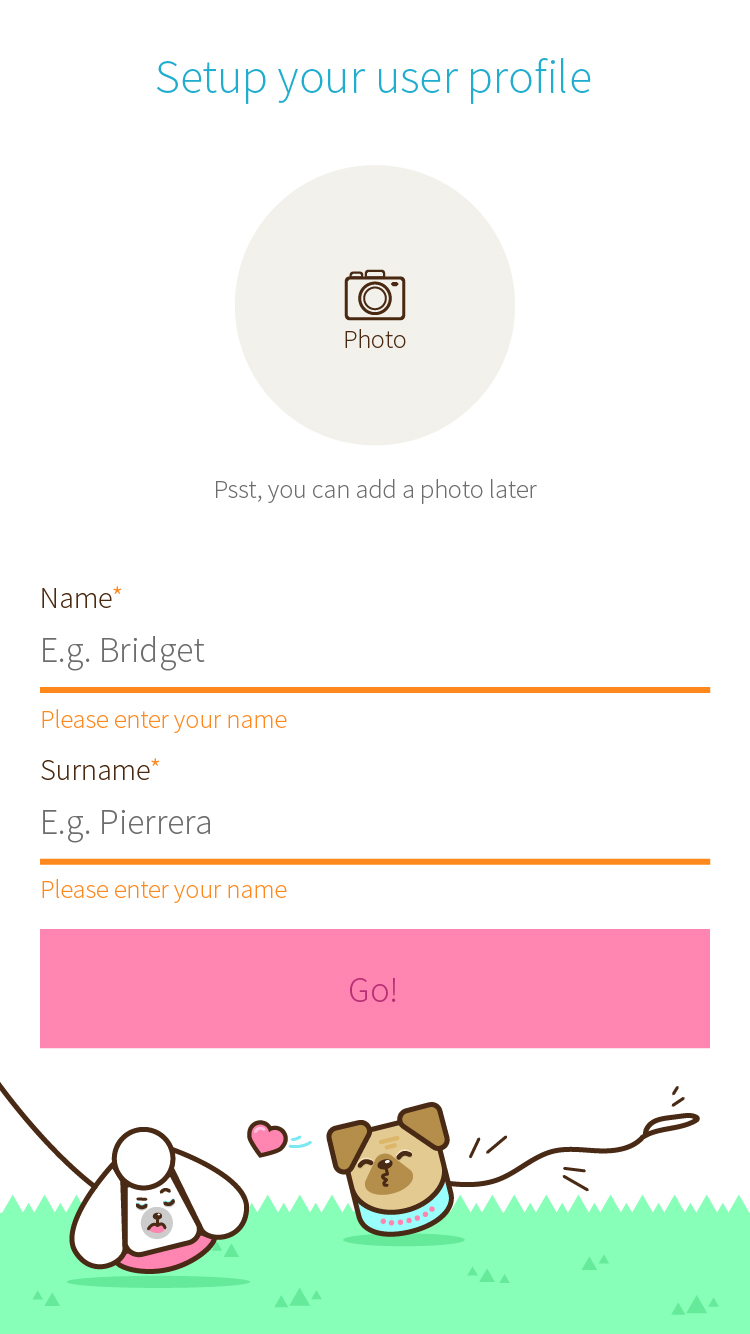 Setup your user profile
Photo
Psst, you can add a photo later
Name*
E.g. Bridget
Please enter your name
Surname*
E.g. Pierrera
Please enter your name
Go!